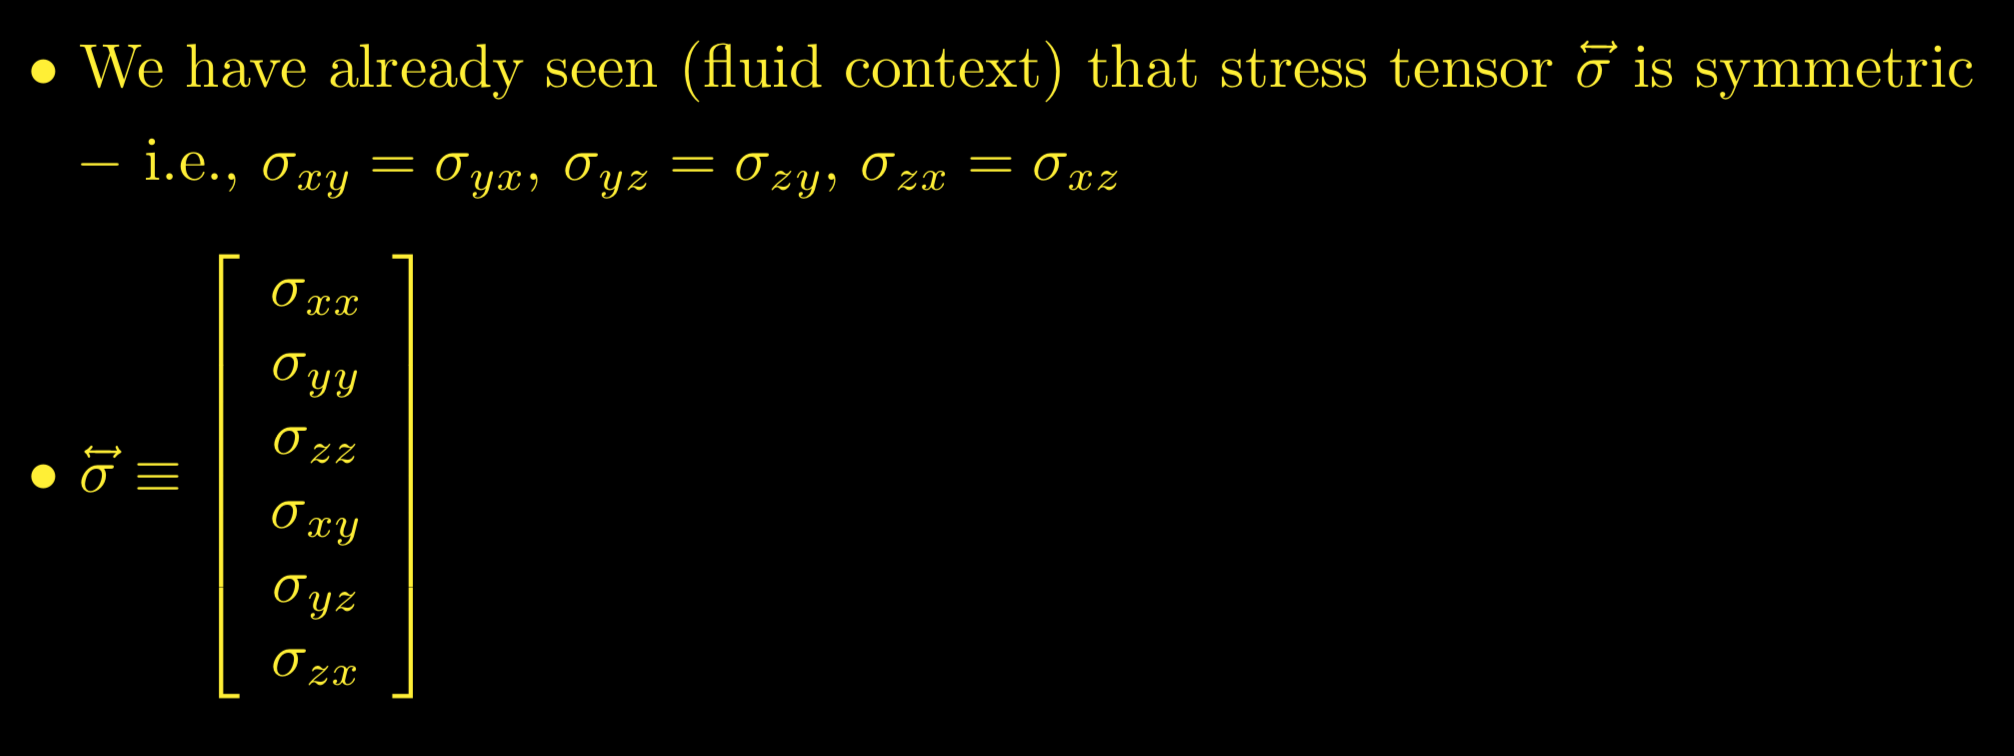 • We have already seen (fluid context) that stress tensor $\overleftrightarrow{\sigma}$ is symmetric
– i.e., $\sigma_{xy} = \sigma_{yx}$, $\sigma_{yz} = \sigma_{zy}$, $\sigma_{zx} = \sigma_{xz}$
• $\overleftrightarrow{\sigma} \equiv \begin{bmatrix} \sigma_{xx} \\ \sigma_{yy} \\ \sigma_{zz} \\ \sigma_{xy} \\ \sigma_{yz} \\ \sigma_{zx} \end{bmatrix}$